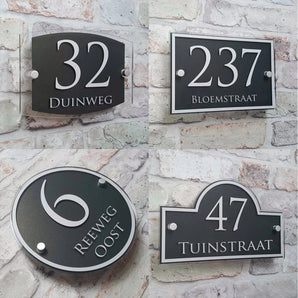 32
DUINWEG
237
BLOEMSTRAAT
6
REEWEG
OOST
47
TUINSTRAAT